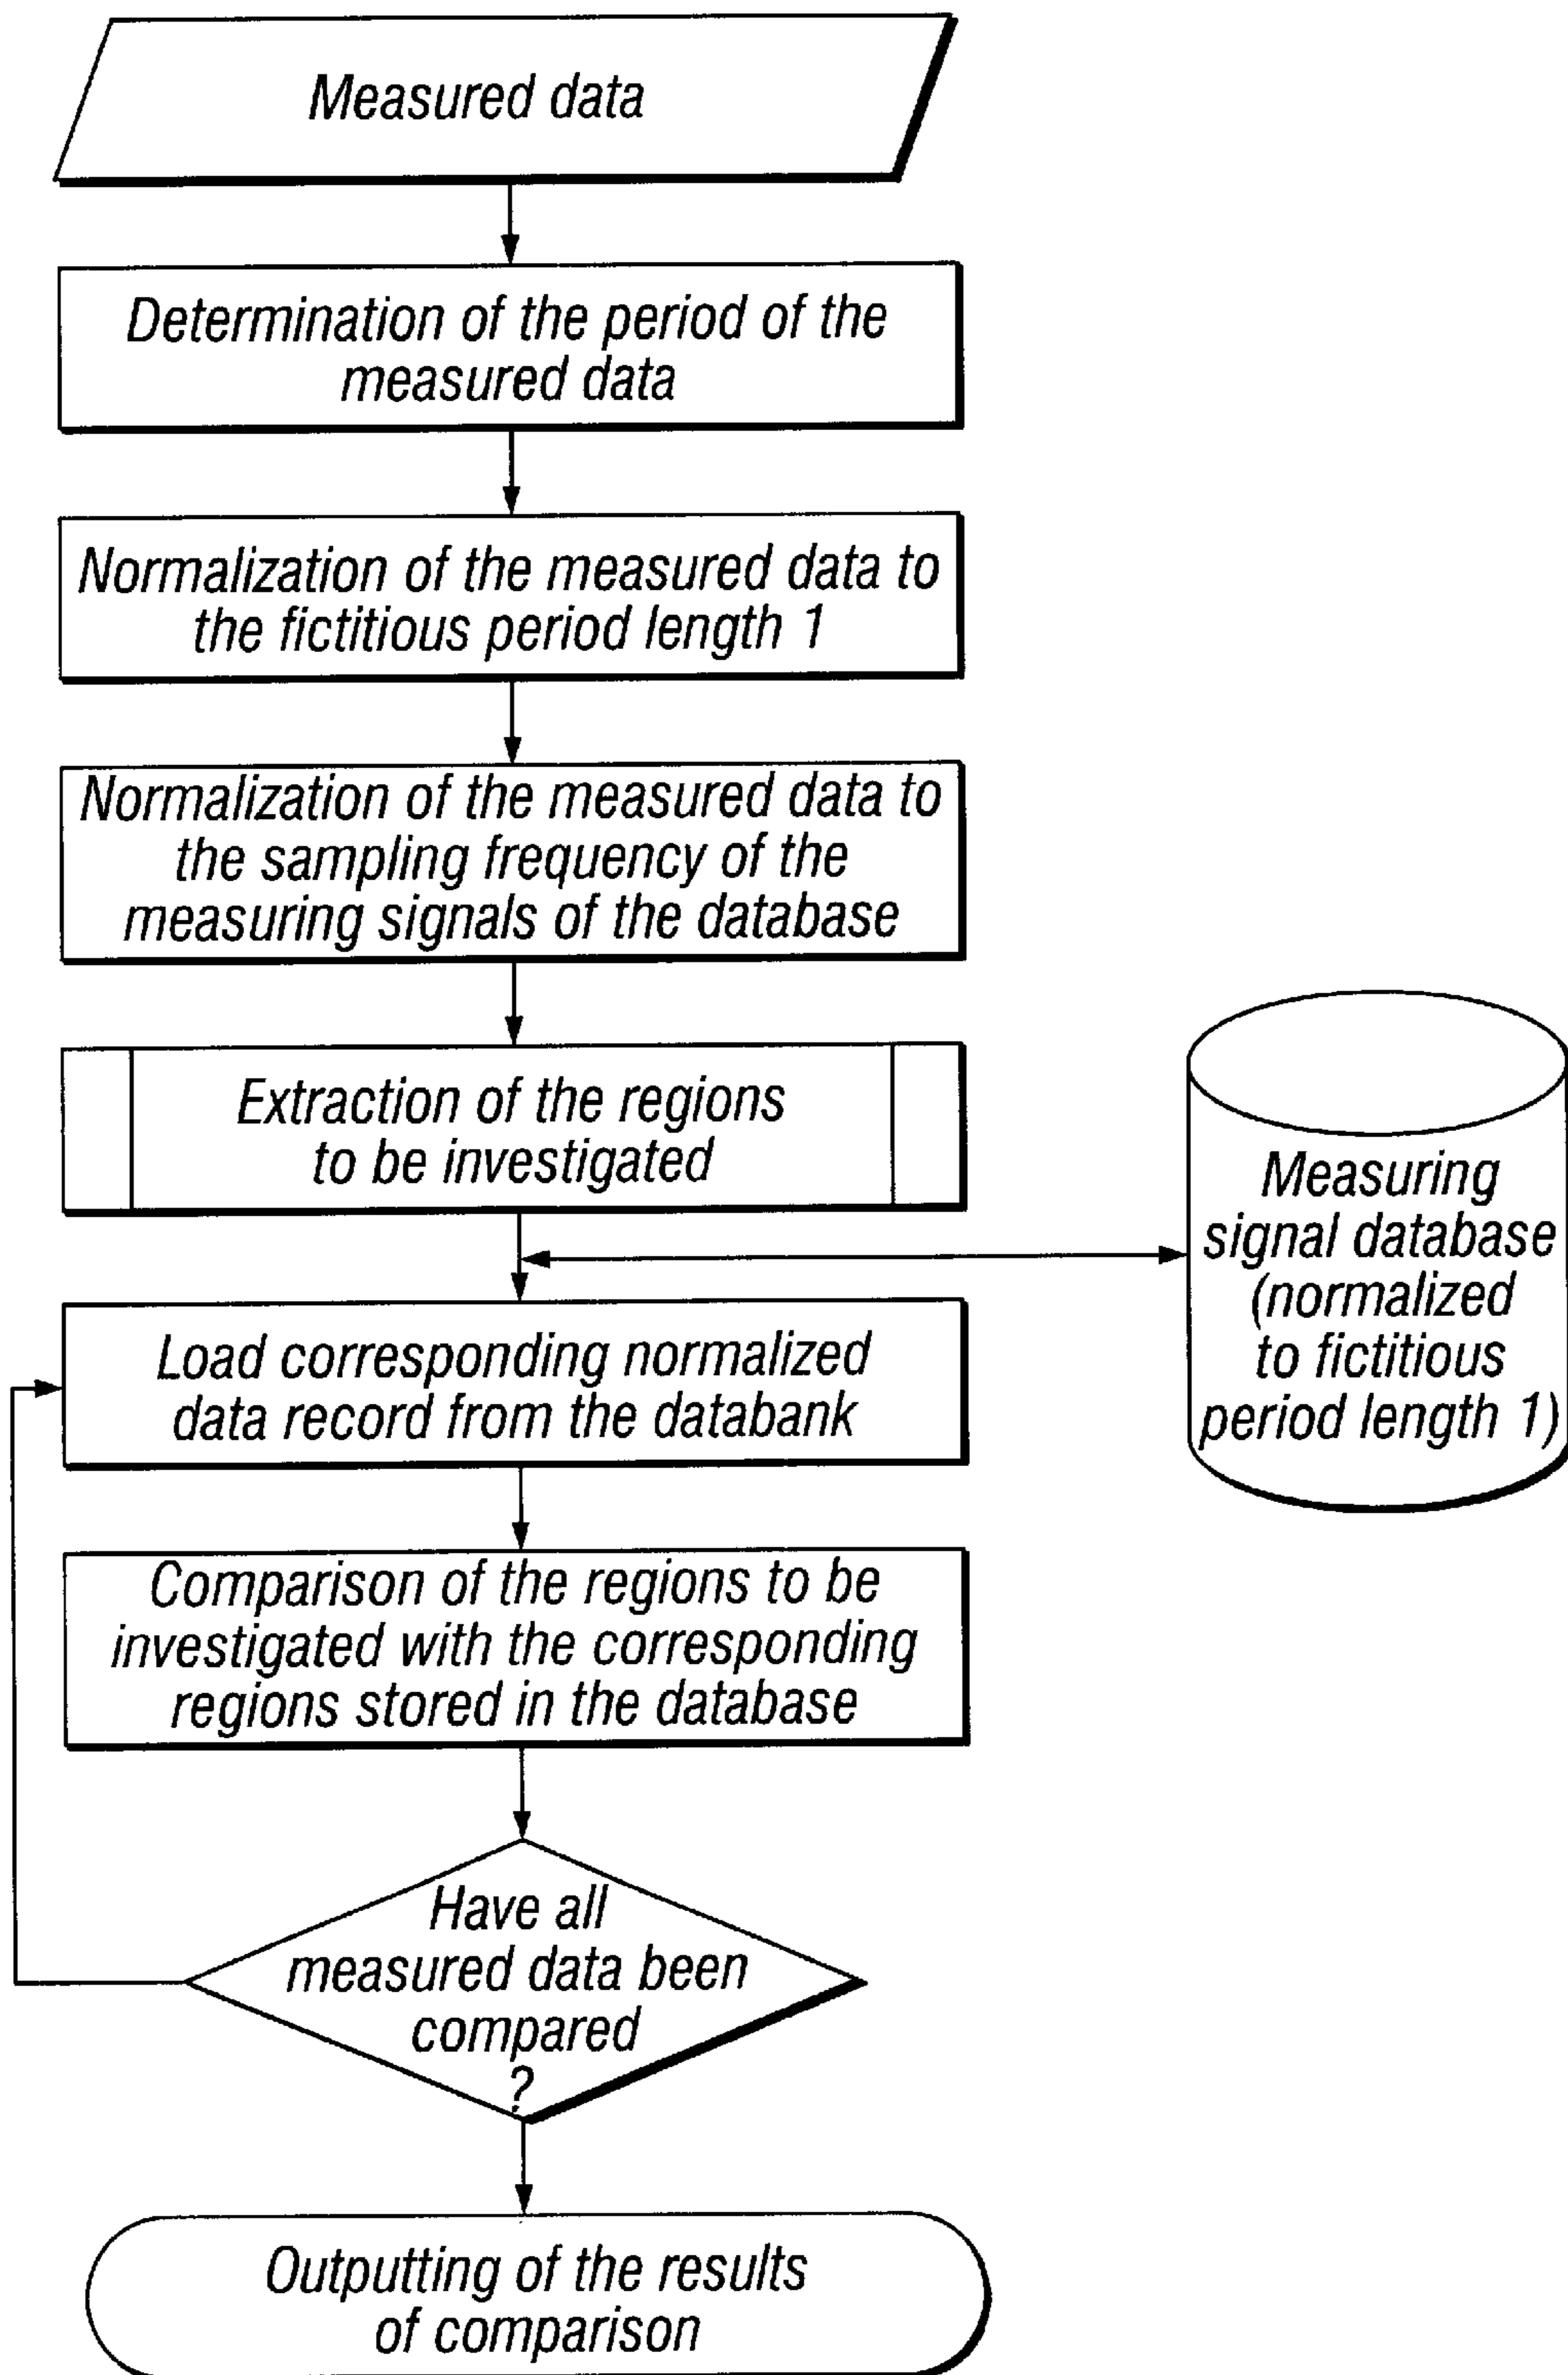 Measured data
Determination of the period of the
measured data
Normalization of the measured data to
the fictitious period length 1
Normalization of the measured data to
the sampling frequency of the
measuring signals of the database
Extraction of the regions
to be investigated
Measuring
signal database
(normalized
to fictitious
period length 1)
Load corresponding normalized
data record from the databank
Comparison of the regions to be
investigated with the corresponding
regions stored in the database
Have all
measured data been
compared
?
Outputting of the results
of comparison